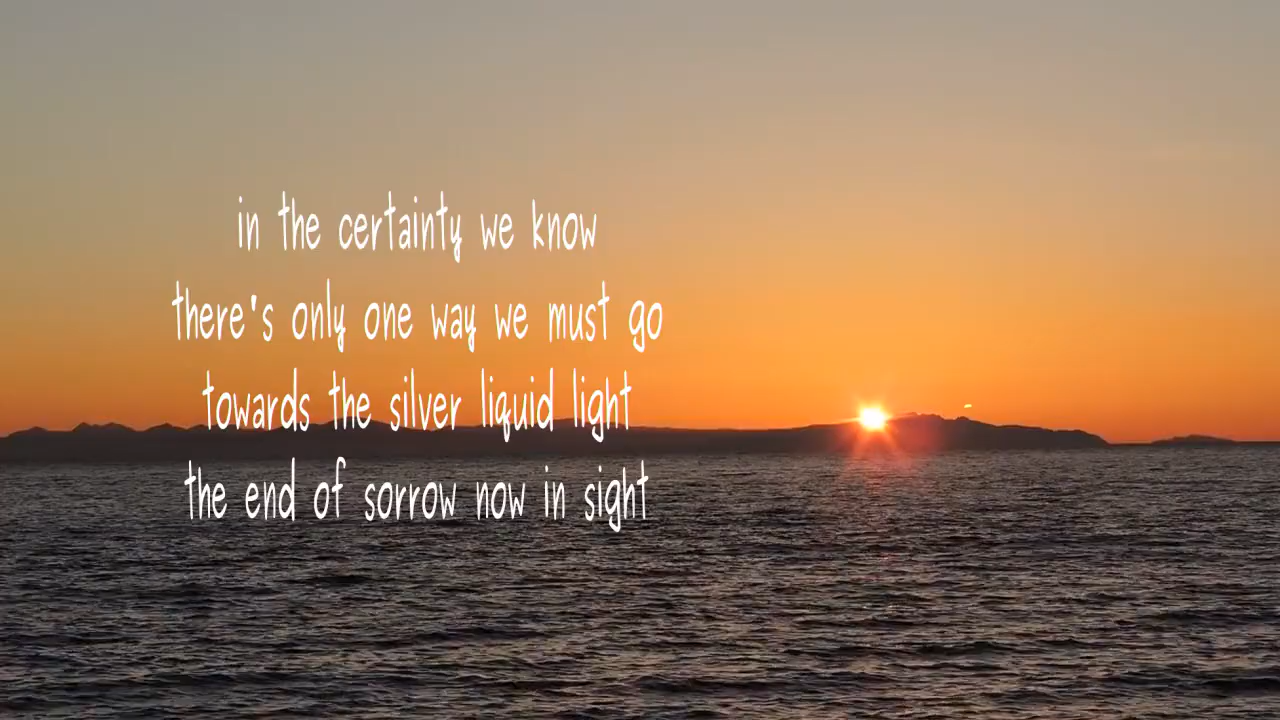 in the certainty we know
there's only one way we must go
towards the silver liquid light
the end of sorrow now in sight